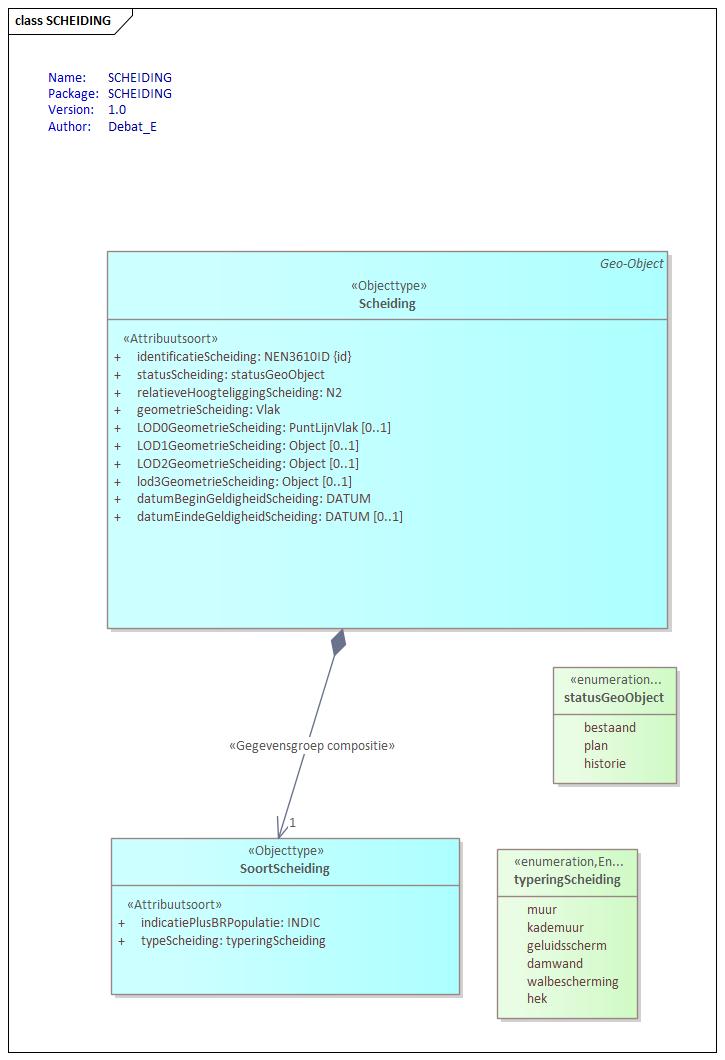 class SCHEIDING
Name: SCHEIDING
Package: SCHEIDING
Version: 1.0
Author: Debat_E
Geo-Object
«Objecttype»
Scheiding
«Attribuutsoort»
+ identificatieScheiding: NEN3610ID {id}
+ statusScheiding: statusGeoObject
+ relatieveHoogteliggingScheiding: N2
+ geometrieScheiding: Vlak
+ LOD0GeometrieScheiding: PuntLijnVlak [0..1]
+ LOD1GeometrieScheiding: Object [0..1]
+ LOD2GeometrieScheiding: Object [0..1]
+ lod3GeometrieScheiding: Object [0..1]
+ datumBeginGeldigheidScheiding: DATUM
+ datumEindeGeldigheidScheiding: DATUM [0..1]
«enumeration...
statusGeoObject
bestaand
plan
historie
«Gegevensgroep compositie»
1
«Objecttype»
SoortScheiding
«Attribuutsoort»
+ indicatiePlusBRPopulatie: INDIC
+ typeScheiding: typeringScheiding
«enumeration,En...
typeringScheiding
muur
kademuur
geluidsscherm
damwand
walbescherming
hek